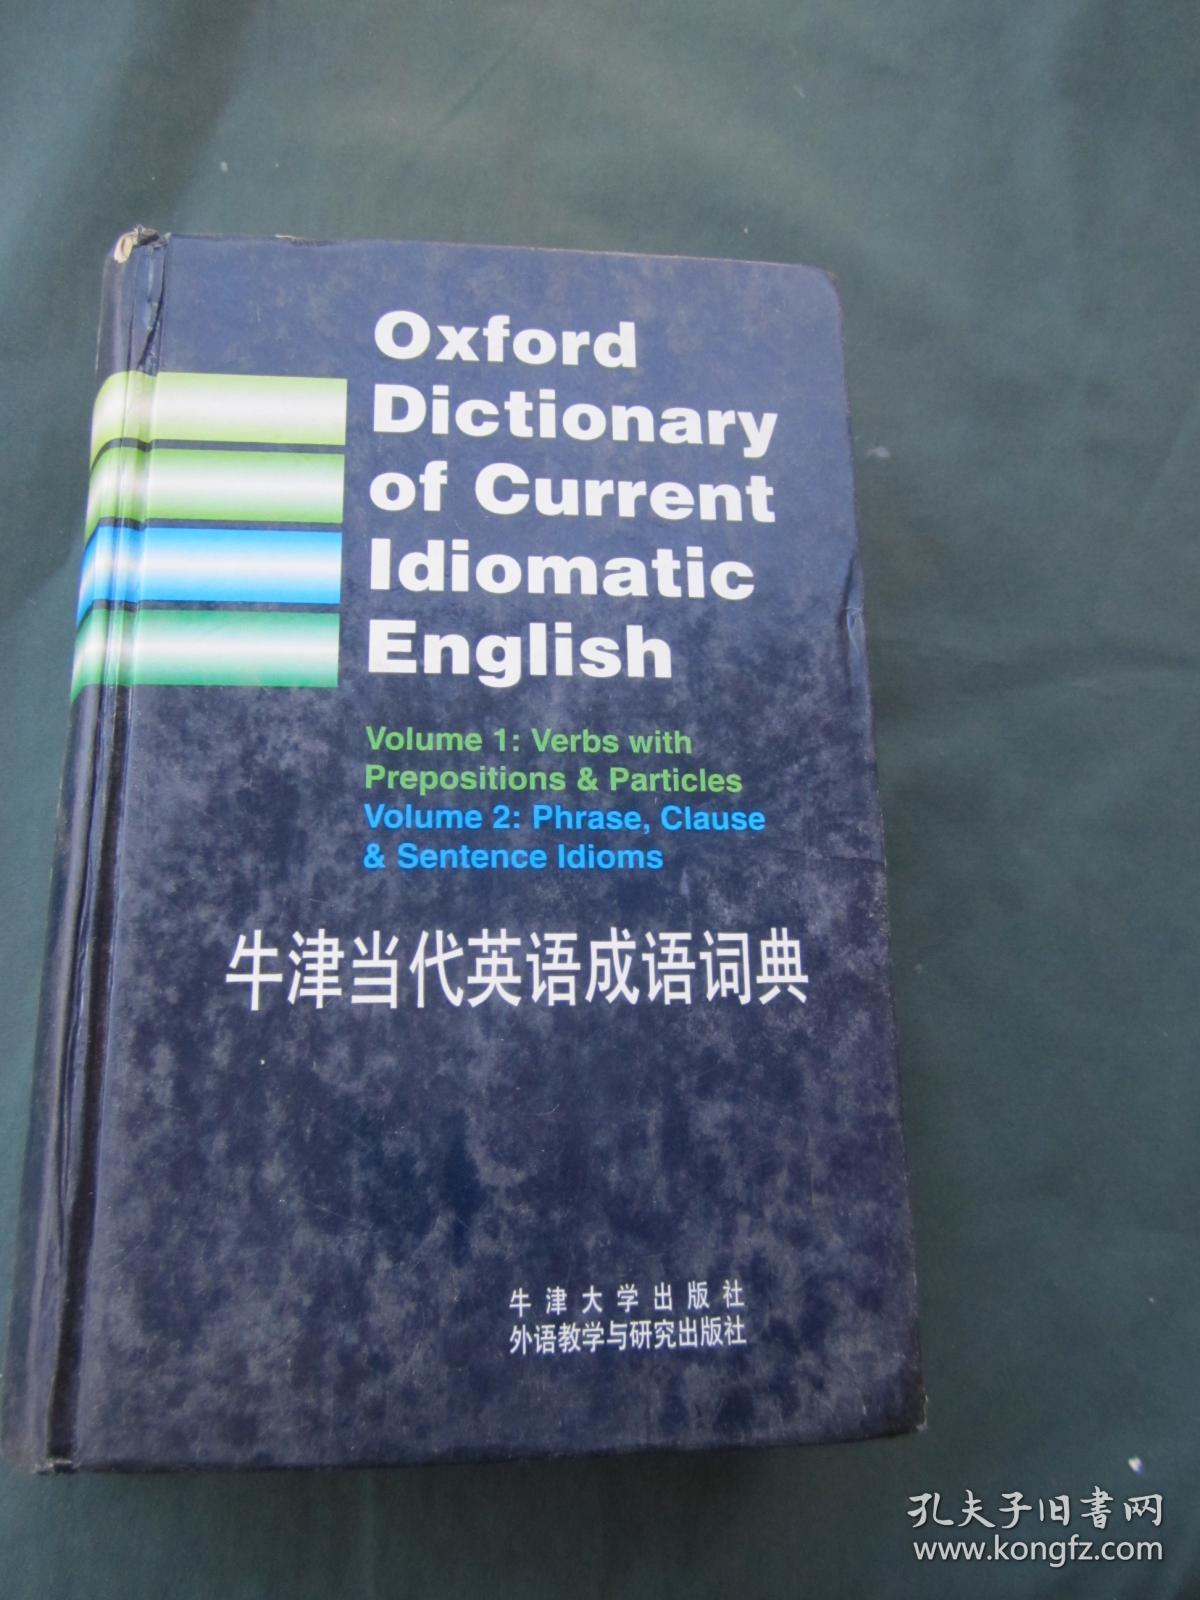 Oxford
Dictionary
of Current
Idiomatic
English
Volume 1: Verbs with
Prepositions & Particles
Volume 2: Phrase, Clause
& Sentence Idioms
牛津当代英语成语词典
牛津大学出版社
外语教学与研究出版社
孔夫子旧書网
www.kongfz.com